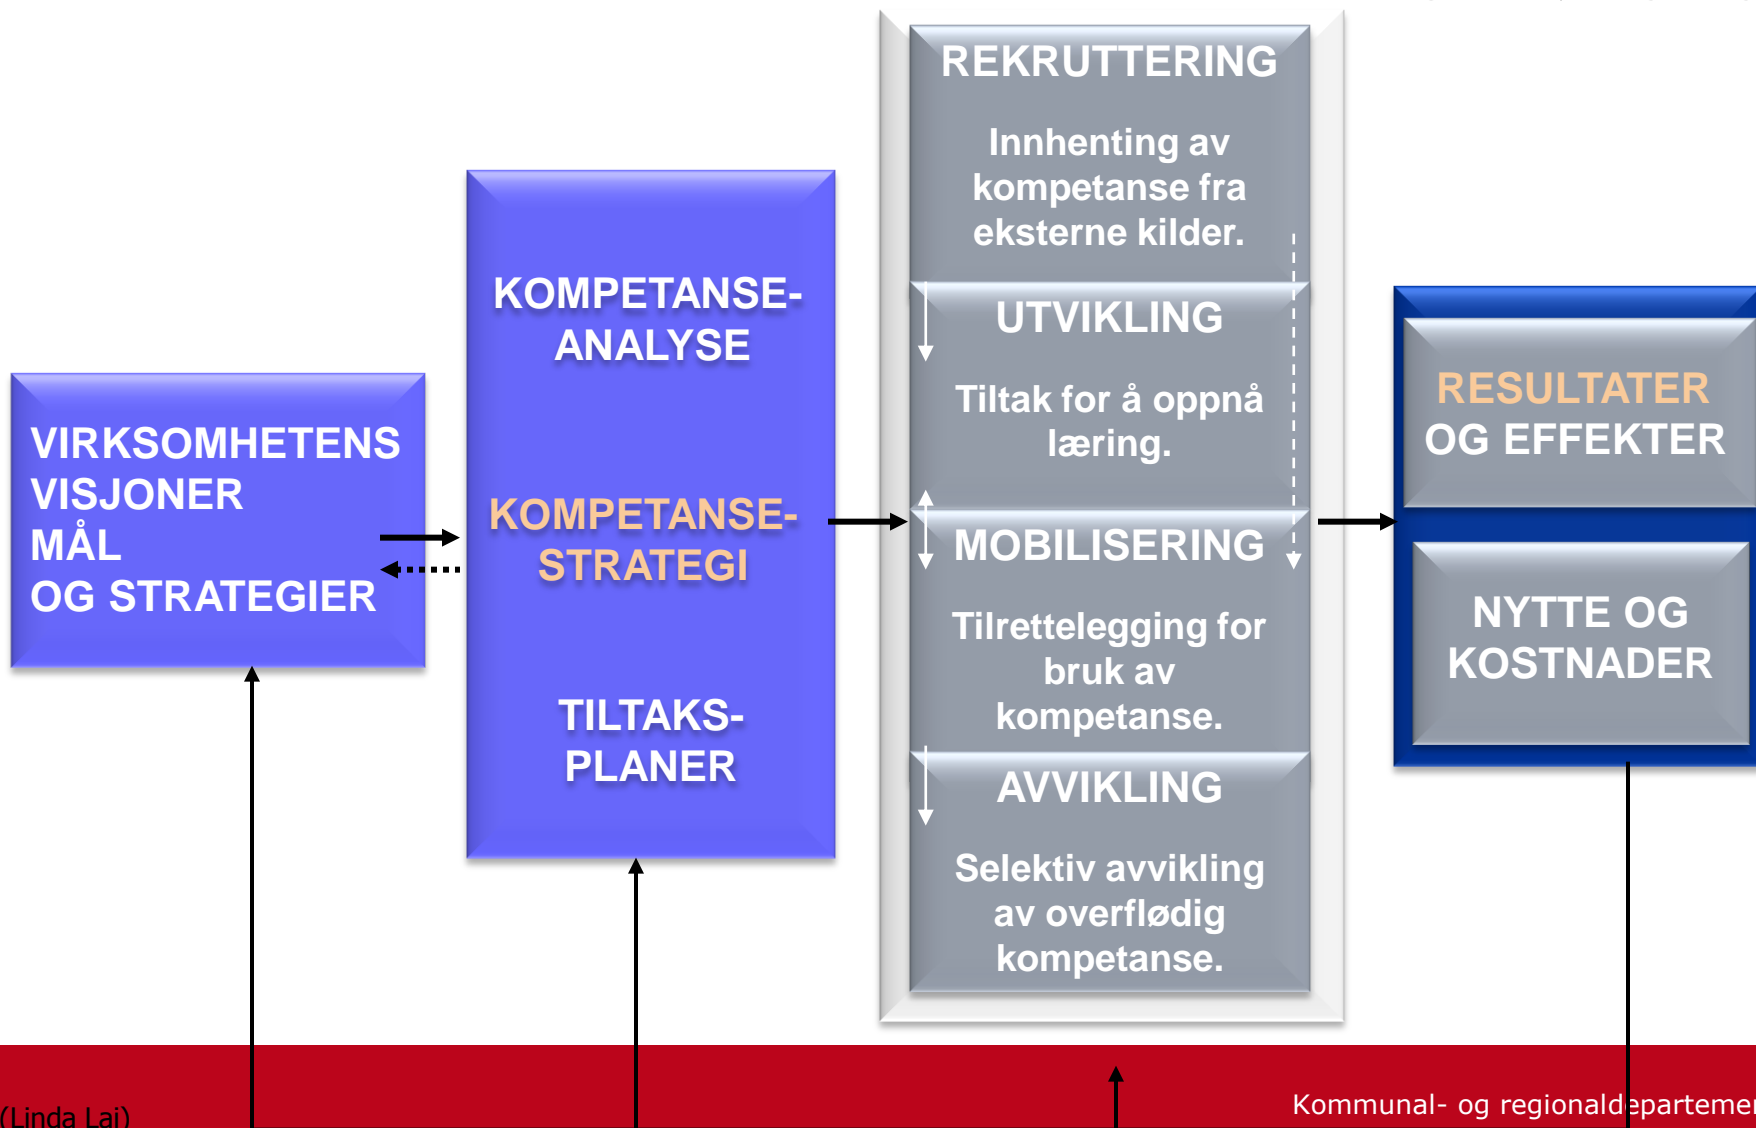 VIRKSOMHETENS
VISJONER
MÅL
OG STRATEGIER
KOMPETANSE-
ANALYSE
KOMPETANSE-
STRATEGI
TILTAKS-
PLANER
REKRUTTERING
Innhenting av
kompetanse fra
eksterne kilder.
UTVIKLING
Tiltak for å oppnå
læring.
MOBILISERING
Tilrettelegging for
bruk av
kompetanse.
AVVIKLING
Selektiv avvikling
av overflødig
kompetanse.
RESULTATER
OG EFFEKTER
NYTTE OG
KOSTNADER
(Linda Lai)
Kommunal- og regionaldepartemen